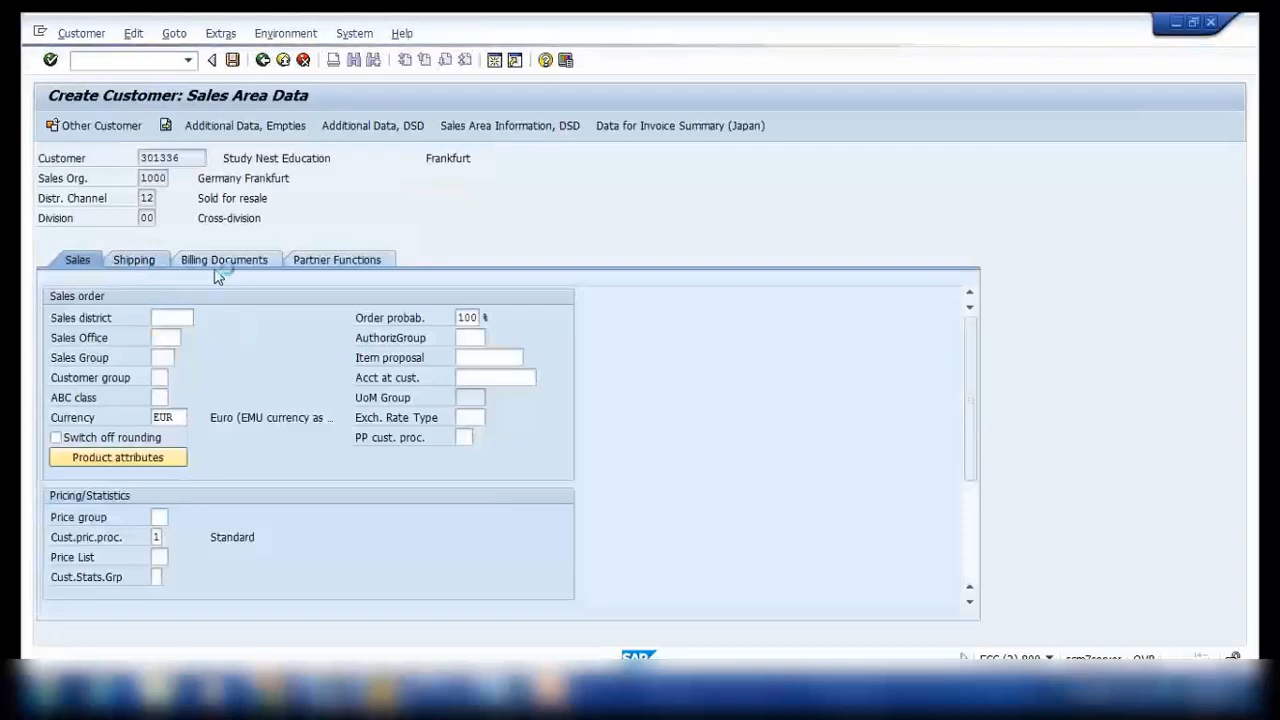 Customer Edit Goto Extras Environment System Help
Create Customer: Sales Area Data
Other Customer Additional Data, Empties Additional Data, DSD Sales Area Information, DSD Data for Invoice Summary (Japan)
Customer 301336 Study Nest Education Frankfurt
Sales Org. 1000 Germany Frankfurt
Distr. Channel 12 Sold for resale
Division 00 Cross-division
Sales Shipping Billing Documents Partner Functions
Sales order
Sales district Order probab. 100 %
Sales Office AuthorizGroup
Sales Group Item proposal
Customer group Acct at cust.
ABC class UoM Group
Currency EUR Euro (EMU currency as ... Exch. Rate Type
Switch off rounding PP cust. proc.
Product attributes
Pricing/Statistics
Price group
Cust.pric.proc. 1 Standard
Price List
Cust.Stats.Grp
SAP